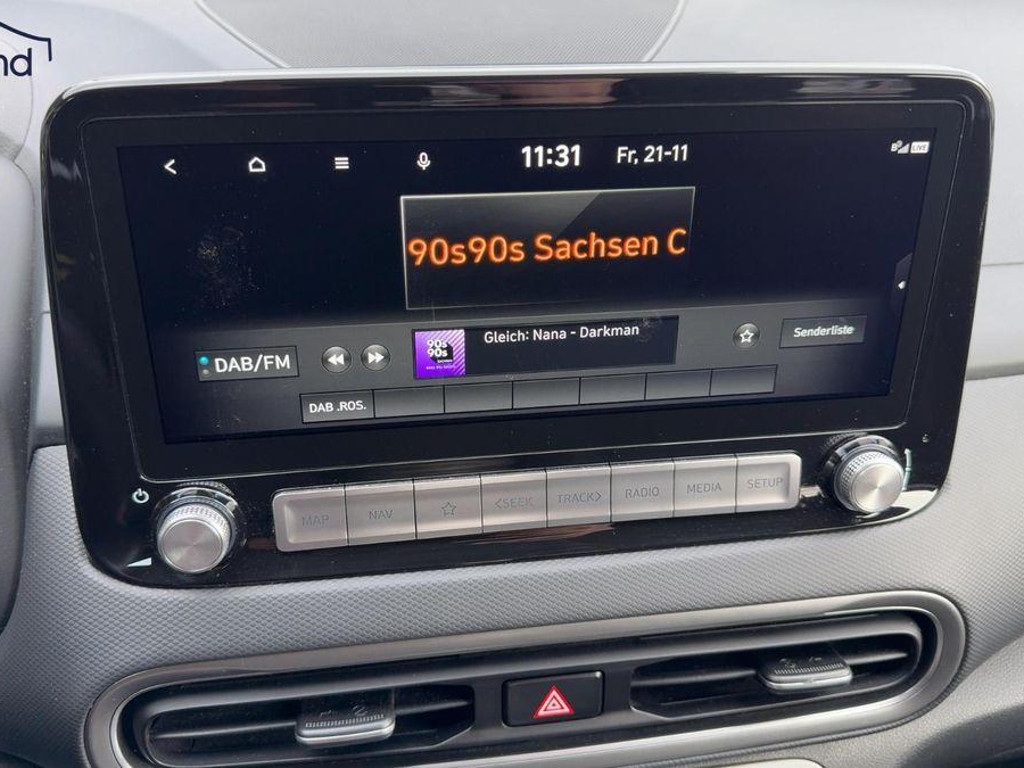 nd
11:31 Fr, 21-11
LIVE
90s90s Sachsen C
Gleich: Nana - Darkman
90s
90s
DAB/FM
Senderliste
DAB .ROS.
MAP NAV <SEEK TRACK> RADIO MEDIA SETUP